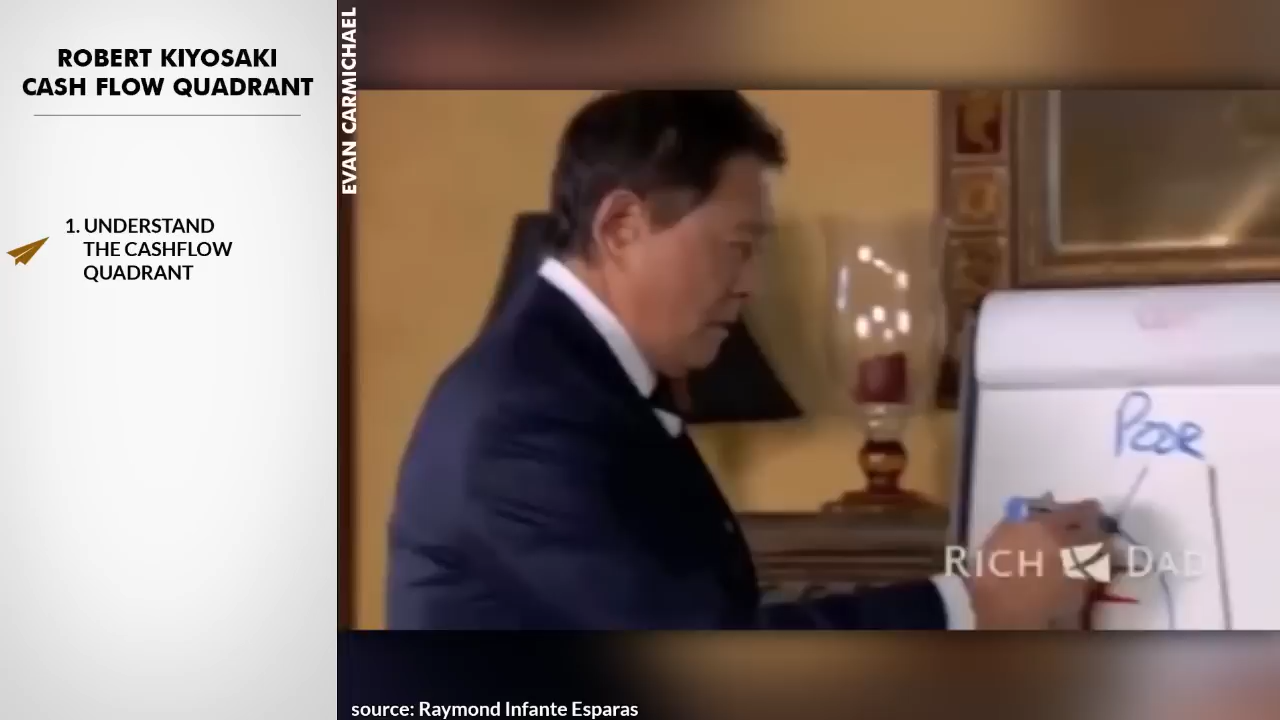 ROBERT KIYOSAKI
CASH FLOW QUADRANT
1. UNDERSTAND
THE CASHFLOW
QUADRANT
EVAN CARMICHAEL
Poor
RICH DAD
source: Raymond Infante Esparas